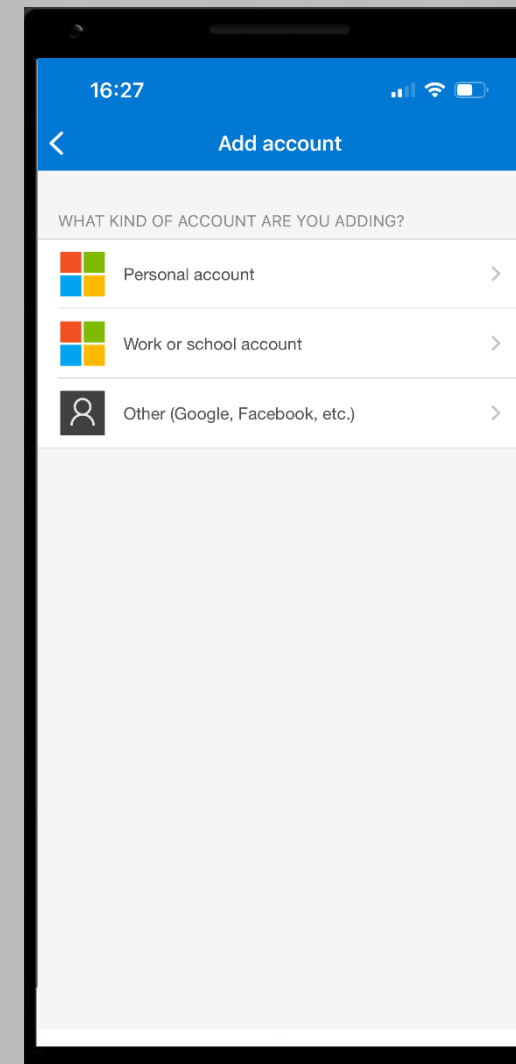 16:27
Add account
WHAT KIND OF ACCOUNT ARE YOU ADDING?
Personal account
Work or school account
Other (Google, Facebook, etc.)